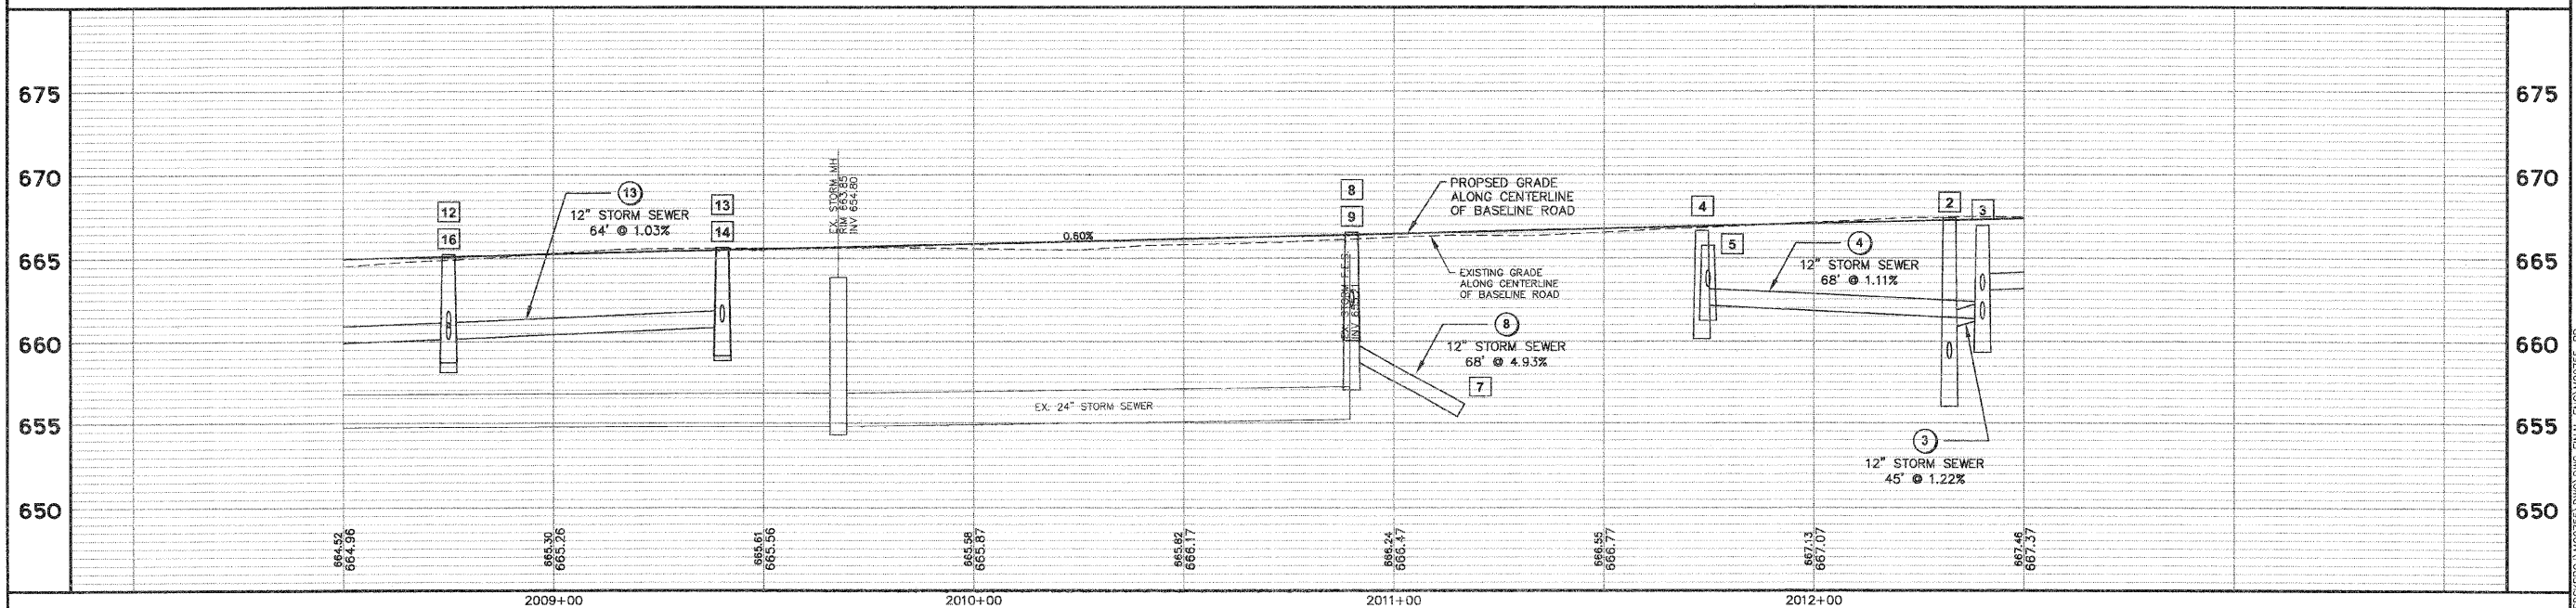 675
675
670
670
665
665
660
660
655
655
650
650
12
16
13
12" STORM SEWER
64' @ 1.03%
13
14
EX. STORM MH
RIM 663.85
INV 654.80
0.60%
EX. 24" STORM SEWER
8
9
EX. STORM F.E.S.
PROPSED GRADE
ALONG CENTERLINE
OF BASELINE ROAD
EXISTING GRADE
ALONG CENTERLINE
OF BASELINE ROAD
8
12" STORM SEWER
68' @ 4.93%
7
4
5
4
12" STORM SEWER
68' @ 1.11%
2
3
3
12" STORM SEWER
45' @ 1.22%
664.52
664.96
665.30
665.26
665.61
665.56
665.58
665.87
665.82
666.17
666.24
666.47
666.55
666.77
667.13
667.07
667.46
667.37
2009+00
2010+00
2011+00
2012+00